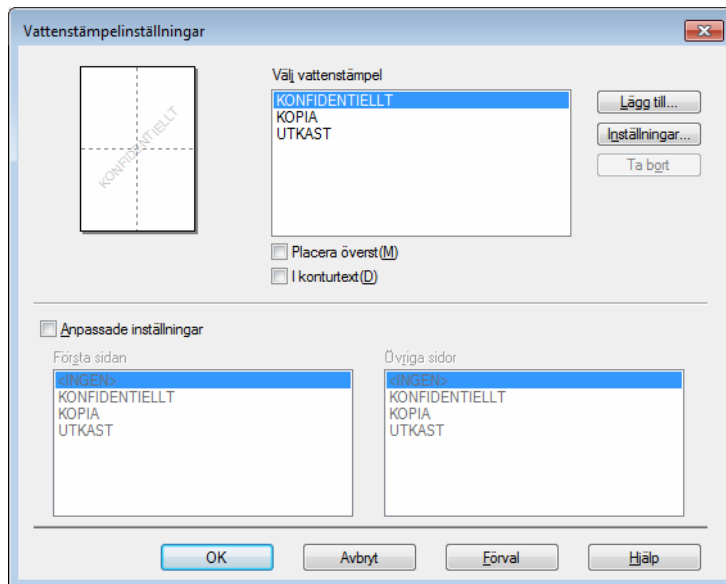 Vattenstämpelinställningar
Välj vattenstämpel
KONFIDENTIELLT
KONFIDENTIELLT
KOPIA
UTKAST
Lägg till...
Inställningar...
Ta bort
Placera överst(M)
I konturtext(D)
Anpassade inställningar
Första sidan
<INGEN>
KONFIDENTIELLT
KOPIA
UTKAST
Övriga sidor
<INGEN>
KONFIDENTIELLT
KOPIA
UTKAST
OK
Avbryt
Förval
Hjälp